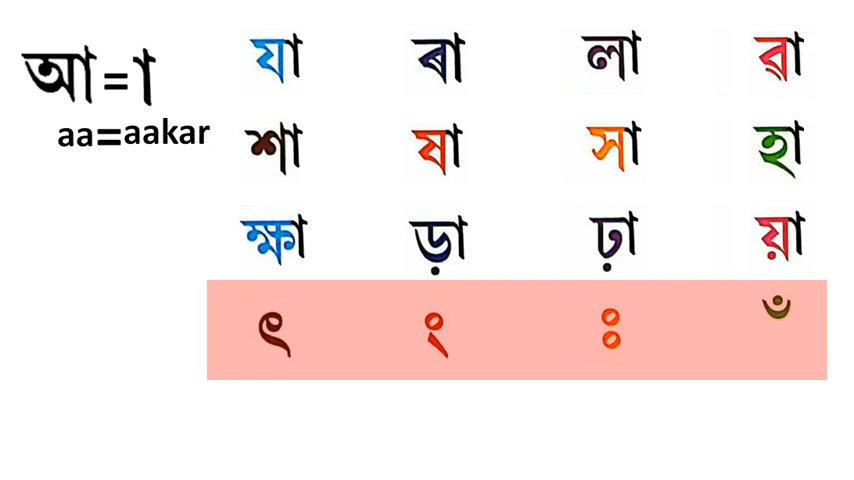 আ = া
aa=aakar
যা ৰা লা ৱা
শা ষা সা হা
ক্ষা ড়া ঢ়া য়া
ৎ ং ঃ ঁ